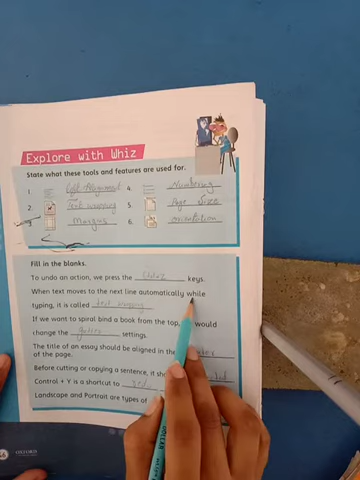 Explore with Whiz
State what these tools and features are used for.
1. Left Alignment 4. Numbering
2. Text wrapping 5. Page Size
3. Margus 6. orientation
Fill in the blanks.
To undo an action, we press the keys.
When text moves to the next line automatically while
typing, it is called text wrapping
If we want to spiral bind a book from the top, would
change the gutter settings.
The title of an essay should be aligned in the
of the page.
Before cutting or copying a sentence, it
Control + Y is a shortcut to
Landscape and Portrait are types of
OXFORD